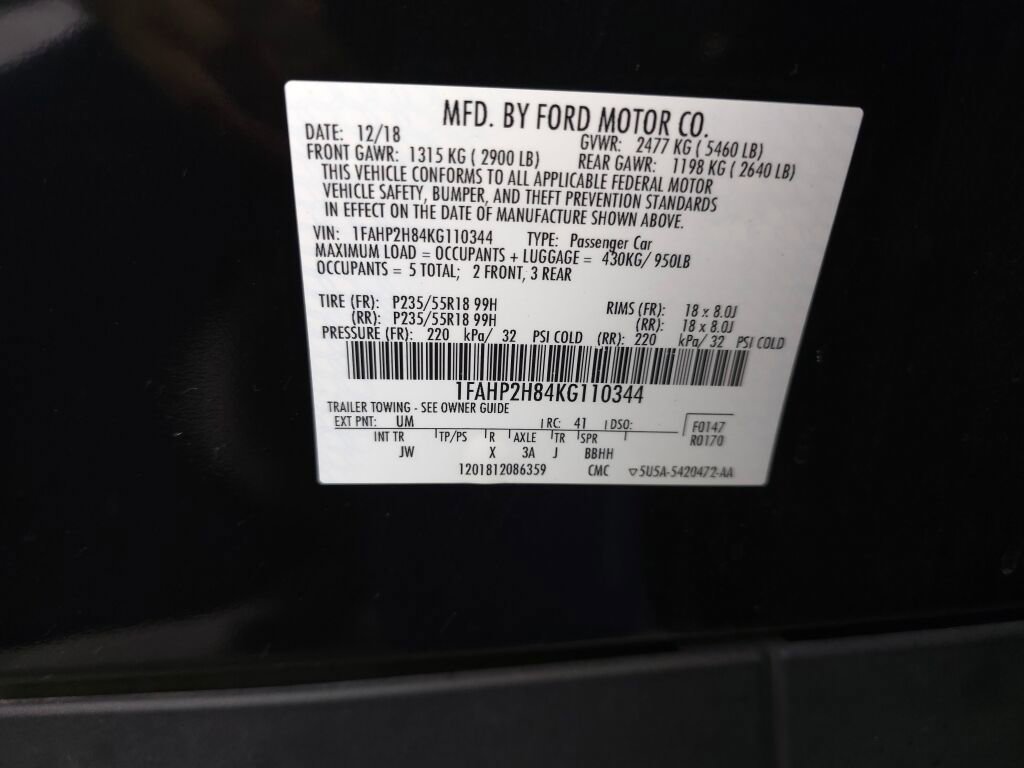 MFD. BY FORD MOTOR CO.
DATE: 12/18 GVWR: 2477 KG ( 5460 LB)
FRONT GAWR: 1315 KG ( 2900 LB) REAR GAWR: 1198 KG ( 2640 LB)
THIS VEHICLE CONFORMS TO ALL APPLICABLE FEDERAL MOTOR
VEHICLE SAFETY, BUMPER, AND THEFT PREVENTION STANDARDS
IN EFFECT ON THE DATE OF MANUFACTURE SHOWN ABOVE.
VIN: 1FAHP2H84KG110344 TYPE: Passenger Car
MAXIMUM LOAD = OCCUPANTS + LUGGAGE = 430KG/ 950LB
OCCUPANTS = 5 TOTAL; 2 FRONT, 3 REAR
TIRE (FR): P235/55R18 99H RIMS (FR): 18 x 8.0J
(RR): P235/55R18 99H (RR): 18 x 8.0J
PRESSURE (FR): 220 kPa/ 32 PSI COLD (RR): 220 kPa/ 32 PSI COLD
1FAHP2H84KG110344
TRAILER TOWING - SEE OWNER GUIDE
EXT PNT: UM RC: 41 DSO: F0147
INT TR TP/PS R AXLE TR SPR R0170
JW X 3A J BBHH
1201812086359 CMC ▽5U5A-5420472-AA